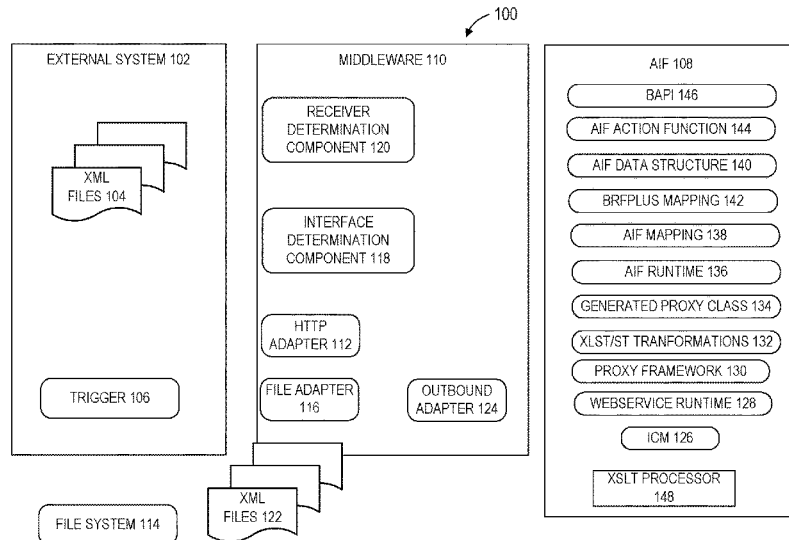 100
EXTERNAL SYSTEM 102
XML
FILES 104
TRIGGER 106
FILE SYSTEM 114
MIDDLEWARE 110
RECEIVER
DETERMINATION
COMPONENT 120
INTERFACE
DETERMINATION
COMPONENT 118
HTTP
ADAPTER 112
FILE ADAPTER
116
OUTBOUND
ADAPTER 124
XML
FILES 122
AIF 108
BAPI 146
AIF ACTION FUNCTION 144
AIF DATA STRUCTURE 140
BRFPLUS MAPPING 142
AIF MAPPING 138
AIF RUNTIME 136
GENERATED PROXY CLASS 134
XLST/ST TRANFORMATIONS 132
PROXY FRAMEWORK 130
WEBSERVICE RUNTIME 128
ICM 126
XSLT PROCESSOR
148